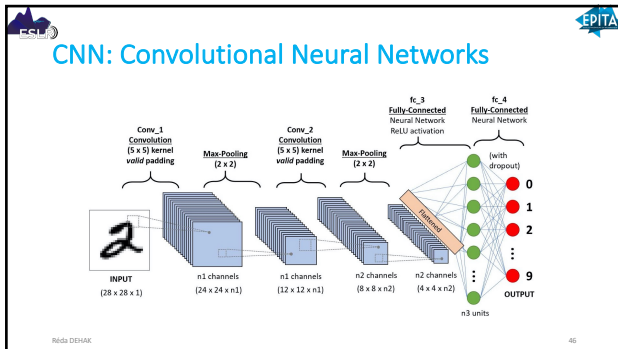 ESLR
EPITA
CNN: Convolutional Neural Networks
Conv_1
Convolution
(5 x 5) kernel
valid padding
Max-Pooling
(2 x 2)
Conv_2
Convolution
(5 x 5) kernel
valid padding
Max-Pooling
(2 x 2)
fc_3
Fully-Connected
Neural Network
ReLU activation
fc_4
Fully-Connected
Neural Network
(with
dropout)
Flattened
0
1
2
9
2
INPUT
(28 x 28 x 1)
n1 channels
(24 x 24 x n1)
n1 channels
(12 x 12 x n1)
n2 channels
(8 x 8 x n2)
n2 channels
(4 x 4 x n2)
OUTPUT
n3 units
Réda DEHAK
46